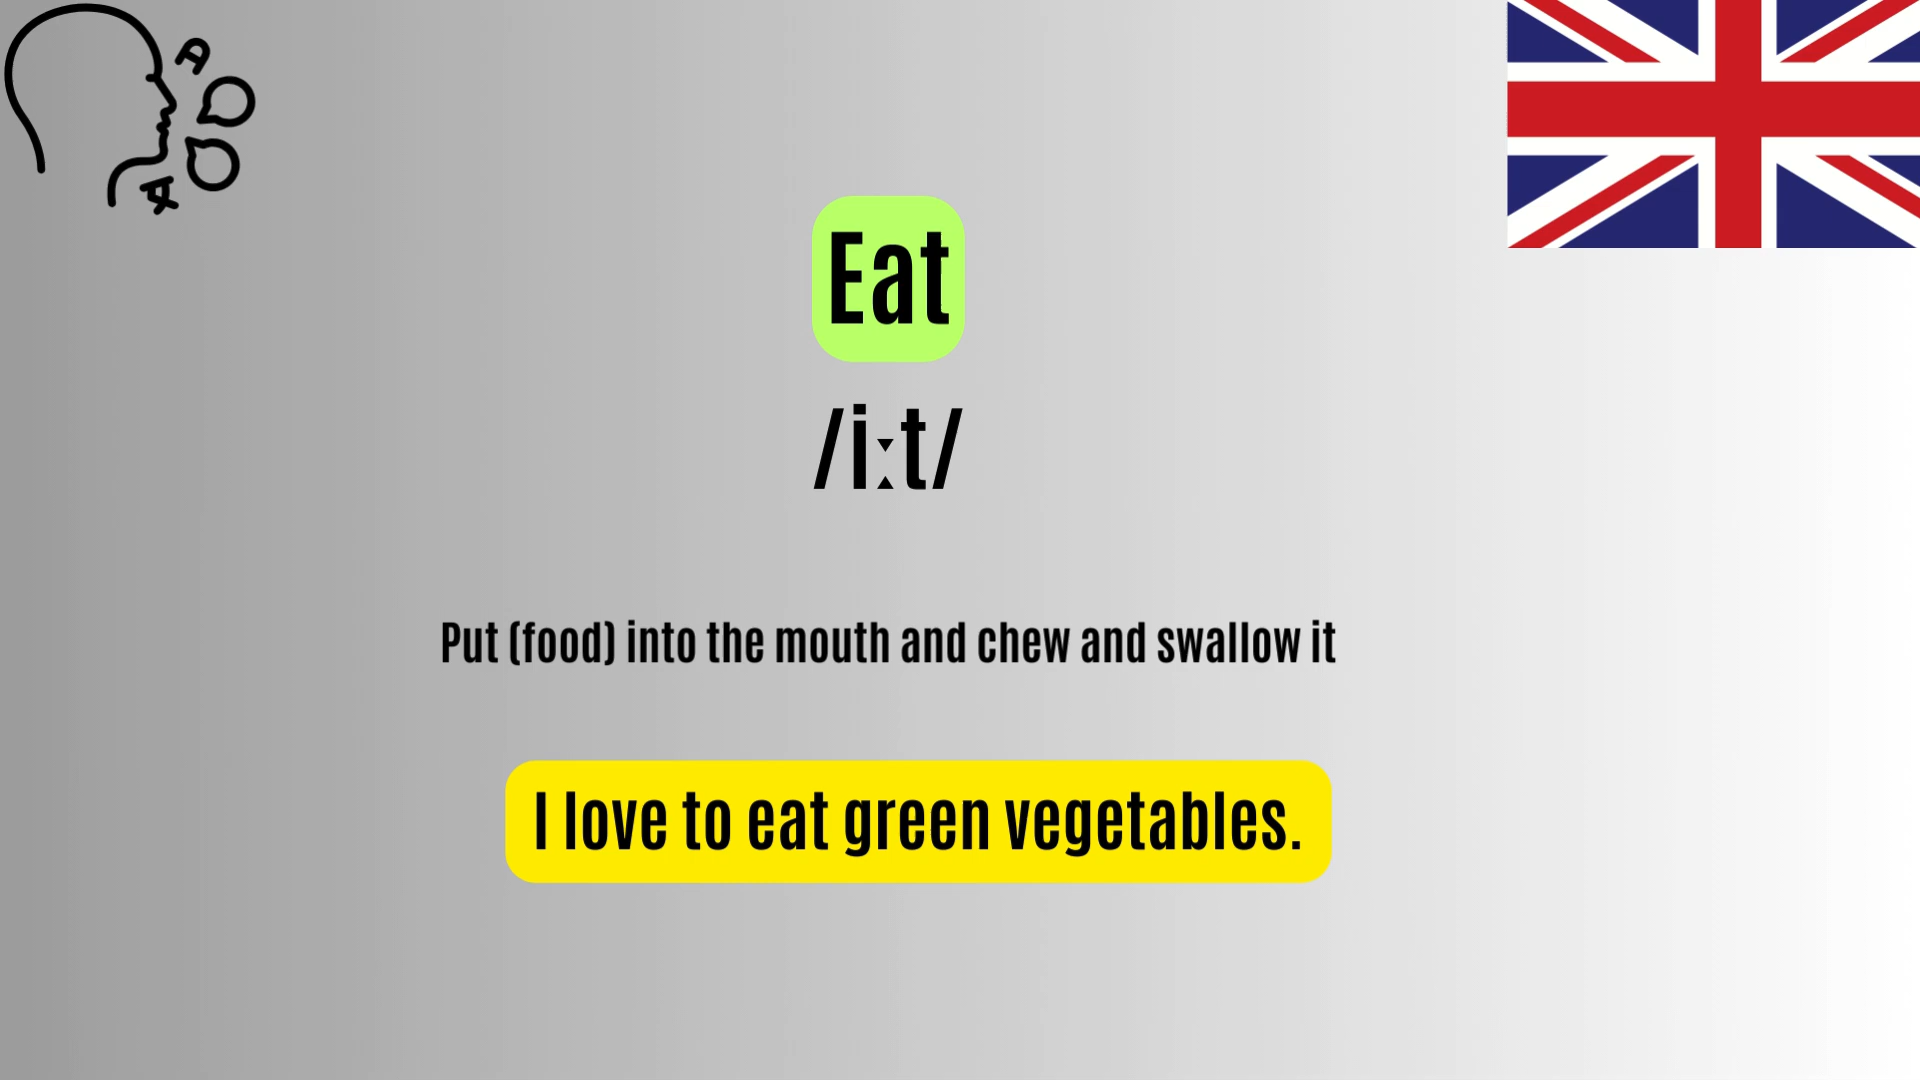 Eat
/iːt/
Put (food) into the mouth and chew and swallow it
I love to eat green vegetables.